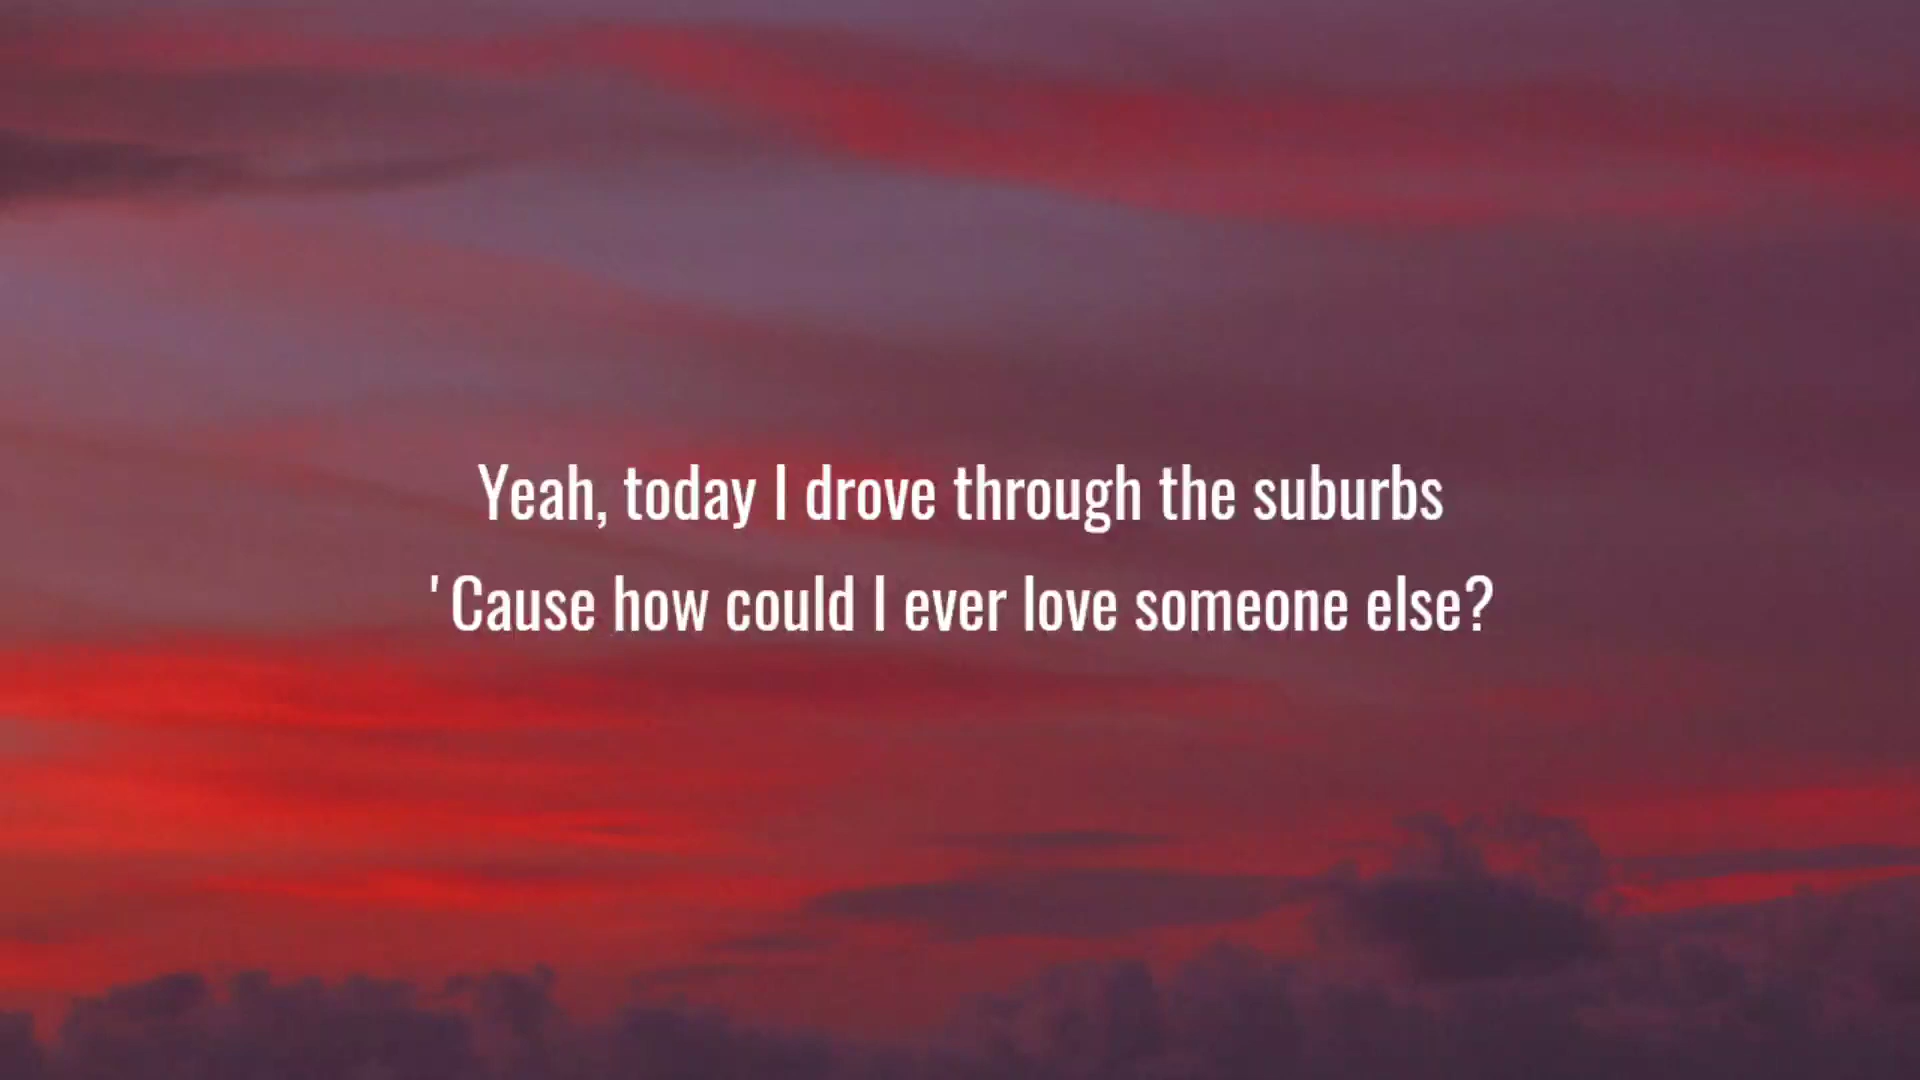 Yeah, today I drove through the suburbs
'Cause how could I ever love someone else?